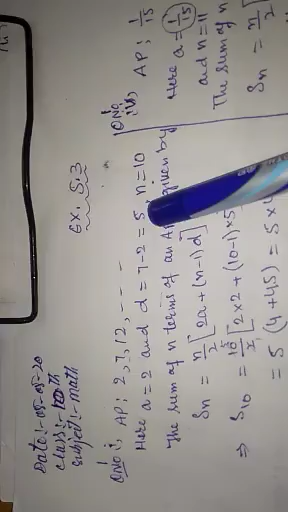 Date:- 05-05-20
Class:- 10th
Subject:- math
Ex. 5.3
QNo 1, AP: 2, 7, 12, - - - -
Here a = 2 and d = 7-2 = 5, n = 10
The sum of n terms of an AP given by
Sn = n/2 [2a + (n-1)d]
⇒ S10 = 10/2 [2×2 + (10-1)×5
= 5 (4+45) = 5×
QNo
AP: 1/15
Here a = 1/15
and n = 11
The sum of n
Sn = n/2 [